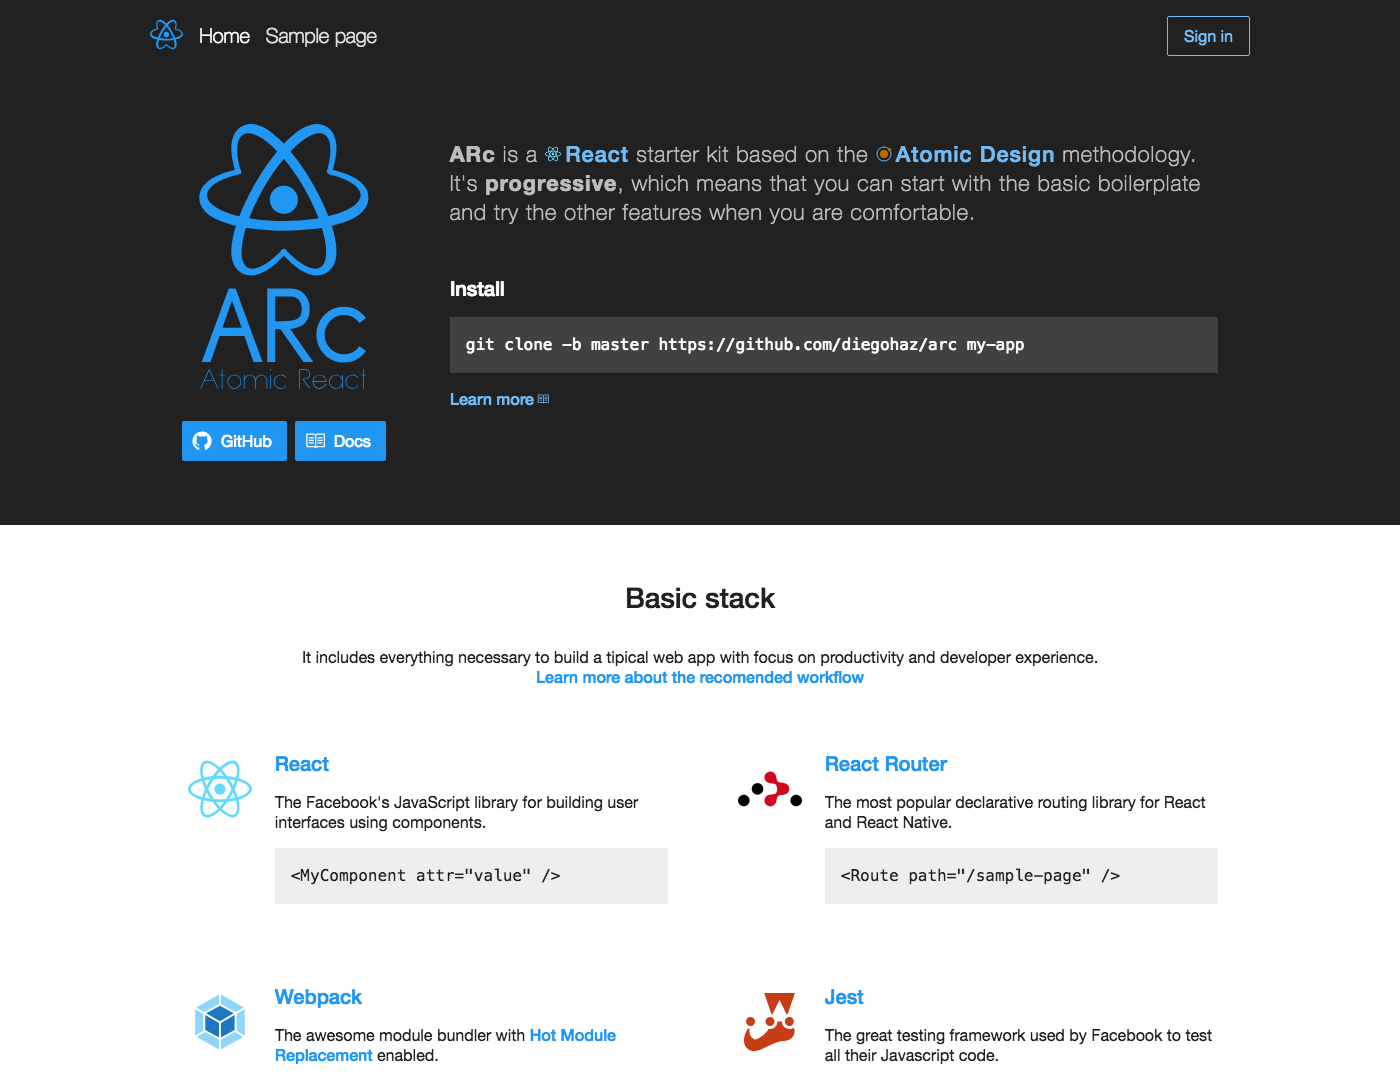 Home Sample page Sign in
ARc is a React starter kit based on the Atomic Design methodology.
It's progressive, which means that you can start with the basic boilerplate
and try the other features when you are comfortable.
ARc
Atomic React
GitHub Docs
Install
git clone -b master https://github.com/diegohaz/arc my-app
Learn more
Basic stack
It includes everything necessary to build a tipical web app with focus on productivity and developer experience.
Learn more about the recomended workflow
React
The Facebook's JavaScript library for building user
interfaces using components.
<MyComponent attr="value" />
React Router
The most popular declarative routing library for React
and React Native.
<Route path="/sample-page" />
Webpack
The awesome module bundler with Hot Module
Replacement enabled.
Jest
The great testing framework used by Facebook to test
all their Javascript code.